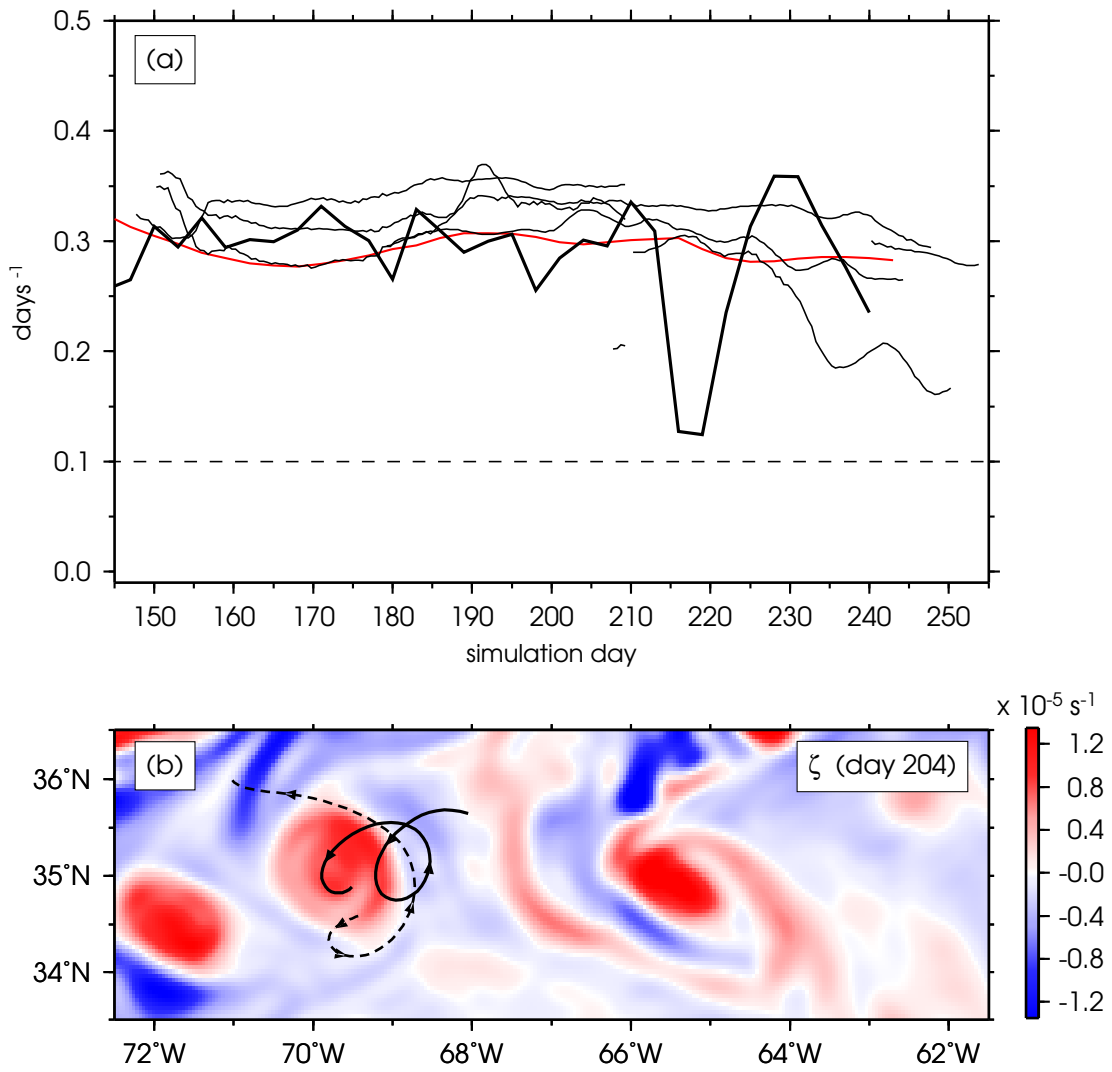 (a)
0.5
0.4
0.3
0.2
0.1
0.0
days⁻¹
150 160 170 180 190 200 210 220 230 240 250
simulation day
x 10⁻⁵ s⁻¹
(b)
ζ (day 204)
36°N
35°N
34°N
72°W 70°W 68°W 66°W 64°W 62°W
1.2
0.8
0.4
-0.0
-0.4
-0.8
-1.2